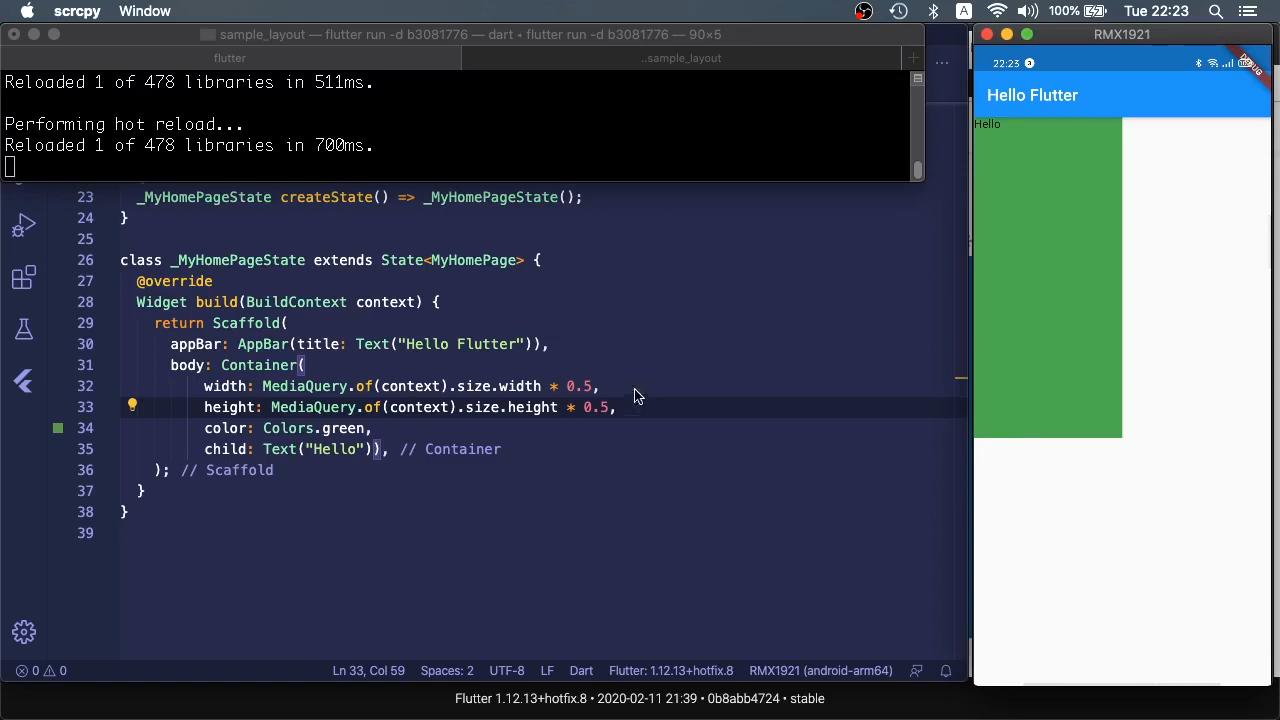 scrcpy Window
A 100% Tue 22:23
sample_layout — flutter run -d b3081776 — dart ◂ flutter run -d b3081776 — 90×5
flutter
..sample_layout
Reloaded 1 of 478 libraries in 511ms.
Performing hot reload...
Reloaded 1 of 478 libraries in 700ms.
23 _MyHomePageState createState() => _MyHomePageState();
24 }
25
26 class _MyHomePageState extends State<MyHomePage> {
27 @override
28 Widget build(BuildContext context) {
29 return Scaffold(
30 appBar: AppBar(title: Text("Hello Flutter")),
31 body: Container(
32 width: MediaQuery.of(context).size.width * 0.5,
33 height: MediaQuery.of(context).size.height * 0.5,
34 color: Colors.green,
35 child: Text("Hello")), // Container
36 ); // Scaffold
37 }
38 }
39
0 0
Ln 33, Col 59 Spaces: 2 UTF-8 LF Dart Flutter: 1.12.13+hotfix.8 RMX1921 (android-arm64)
Flutter 1.12.13+hotfix.8 • 2020-02-11 21:39 • 0b8abb4724 • stable
RMX1921
22:23 3
DEBUG
Hello Flutter
Hello